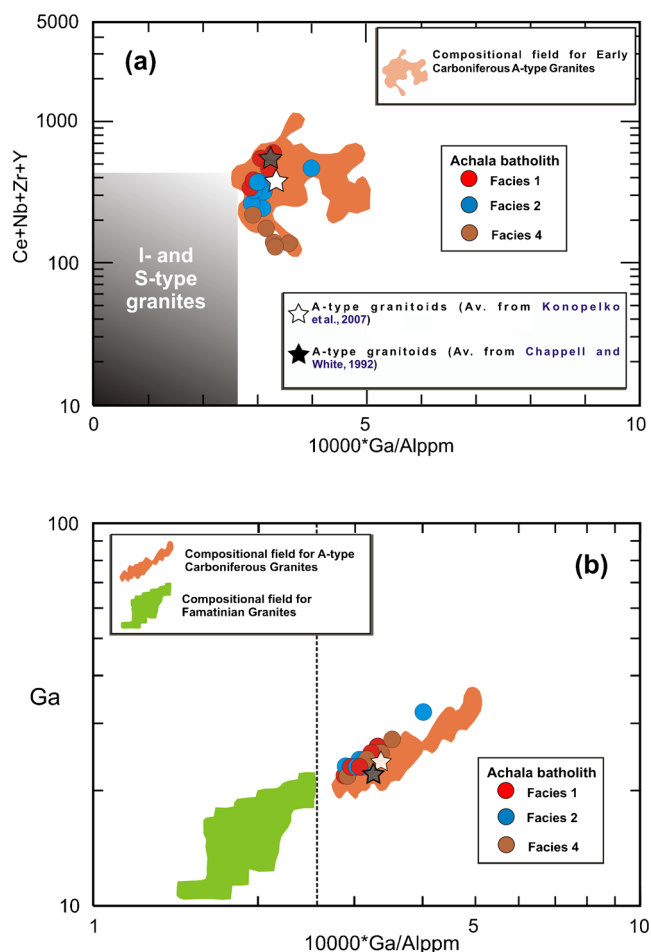 5000
(a)
Compositional field for Early
Carboniferous A-type Granites
1000
Achala batholith
Facies 1
Facies 2
Facies 4
Ce+Nb+Zr+Y
100
I- and
S-type
granites
A-type granitoids (Av. from Konopelko
et al., 2007)
A-type granitoids (Av. from Chappell and
White, 1992)
10
0
5
10
10000*Ga/Alppm
100
(b)
Compositional field for A-type
Carboniferous Granites
Compositional field for
Famatinian Granites
Ga
Achala batholith
Facies 1
Facies 2
Facies 4
10
1
5
10
10000*Ga/Alppm